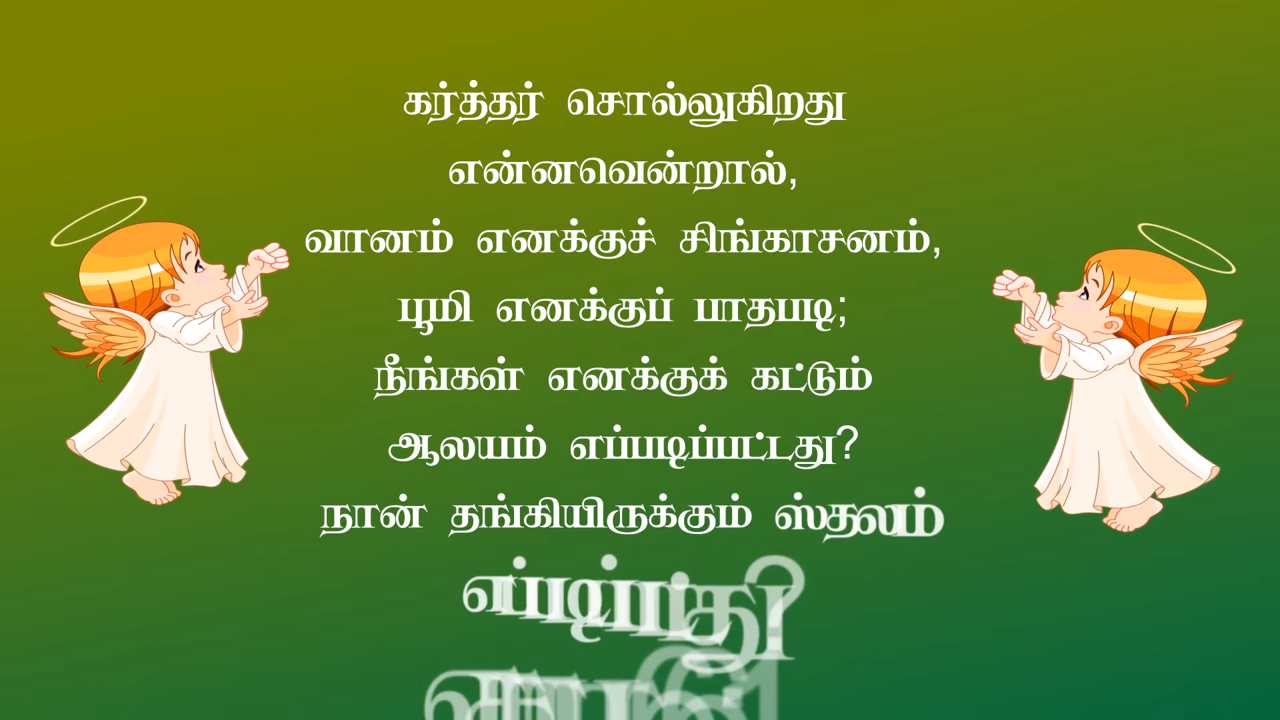 கர்த்தர் சொல்லுகிறது
என்னவென்றால்,
வானம் எனக்குச் சிங்காசனம்,
பூமி எனக்குப் பாதபடி;
நீங்கள் எனக்குக் கட்டும்
ஆலயம் எப்படிப்பட்டது?
நான் தங்கியிருக்கும் ஸ்தலம்